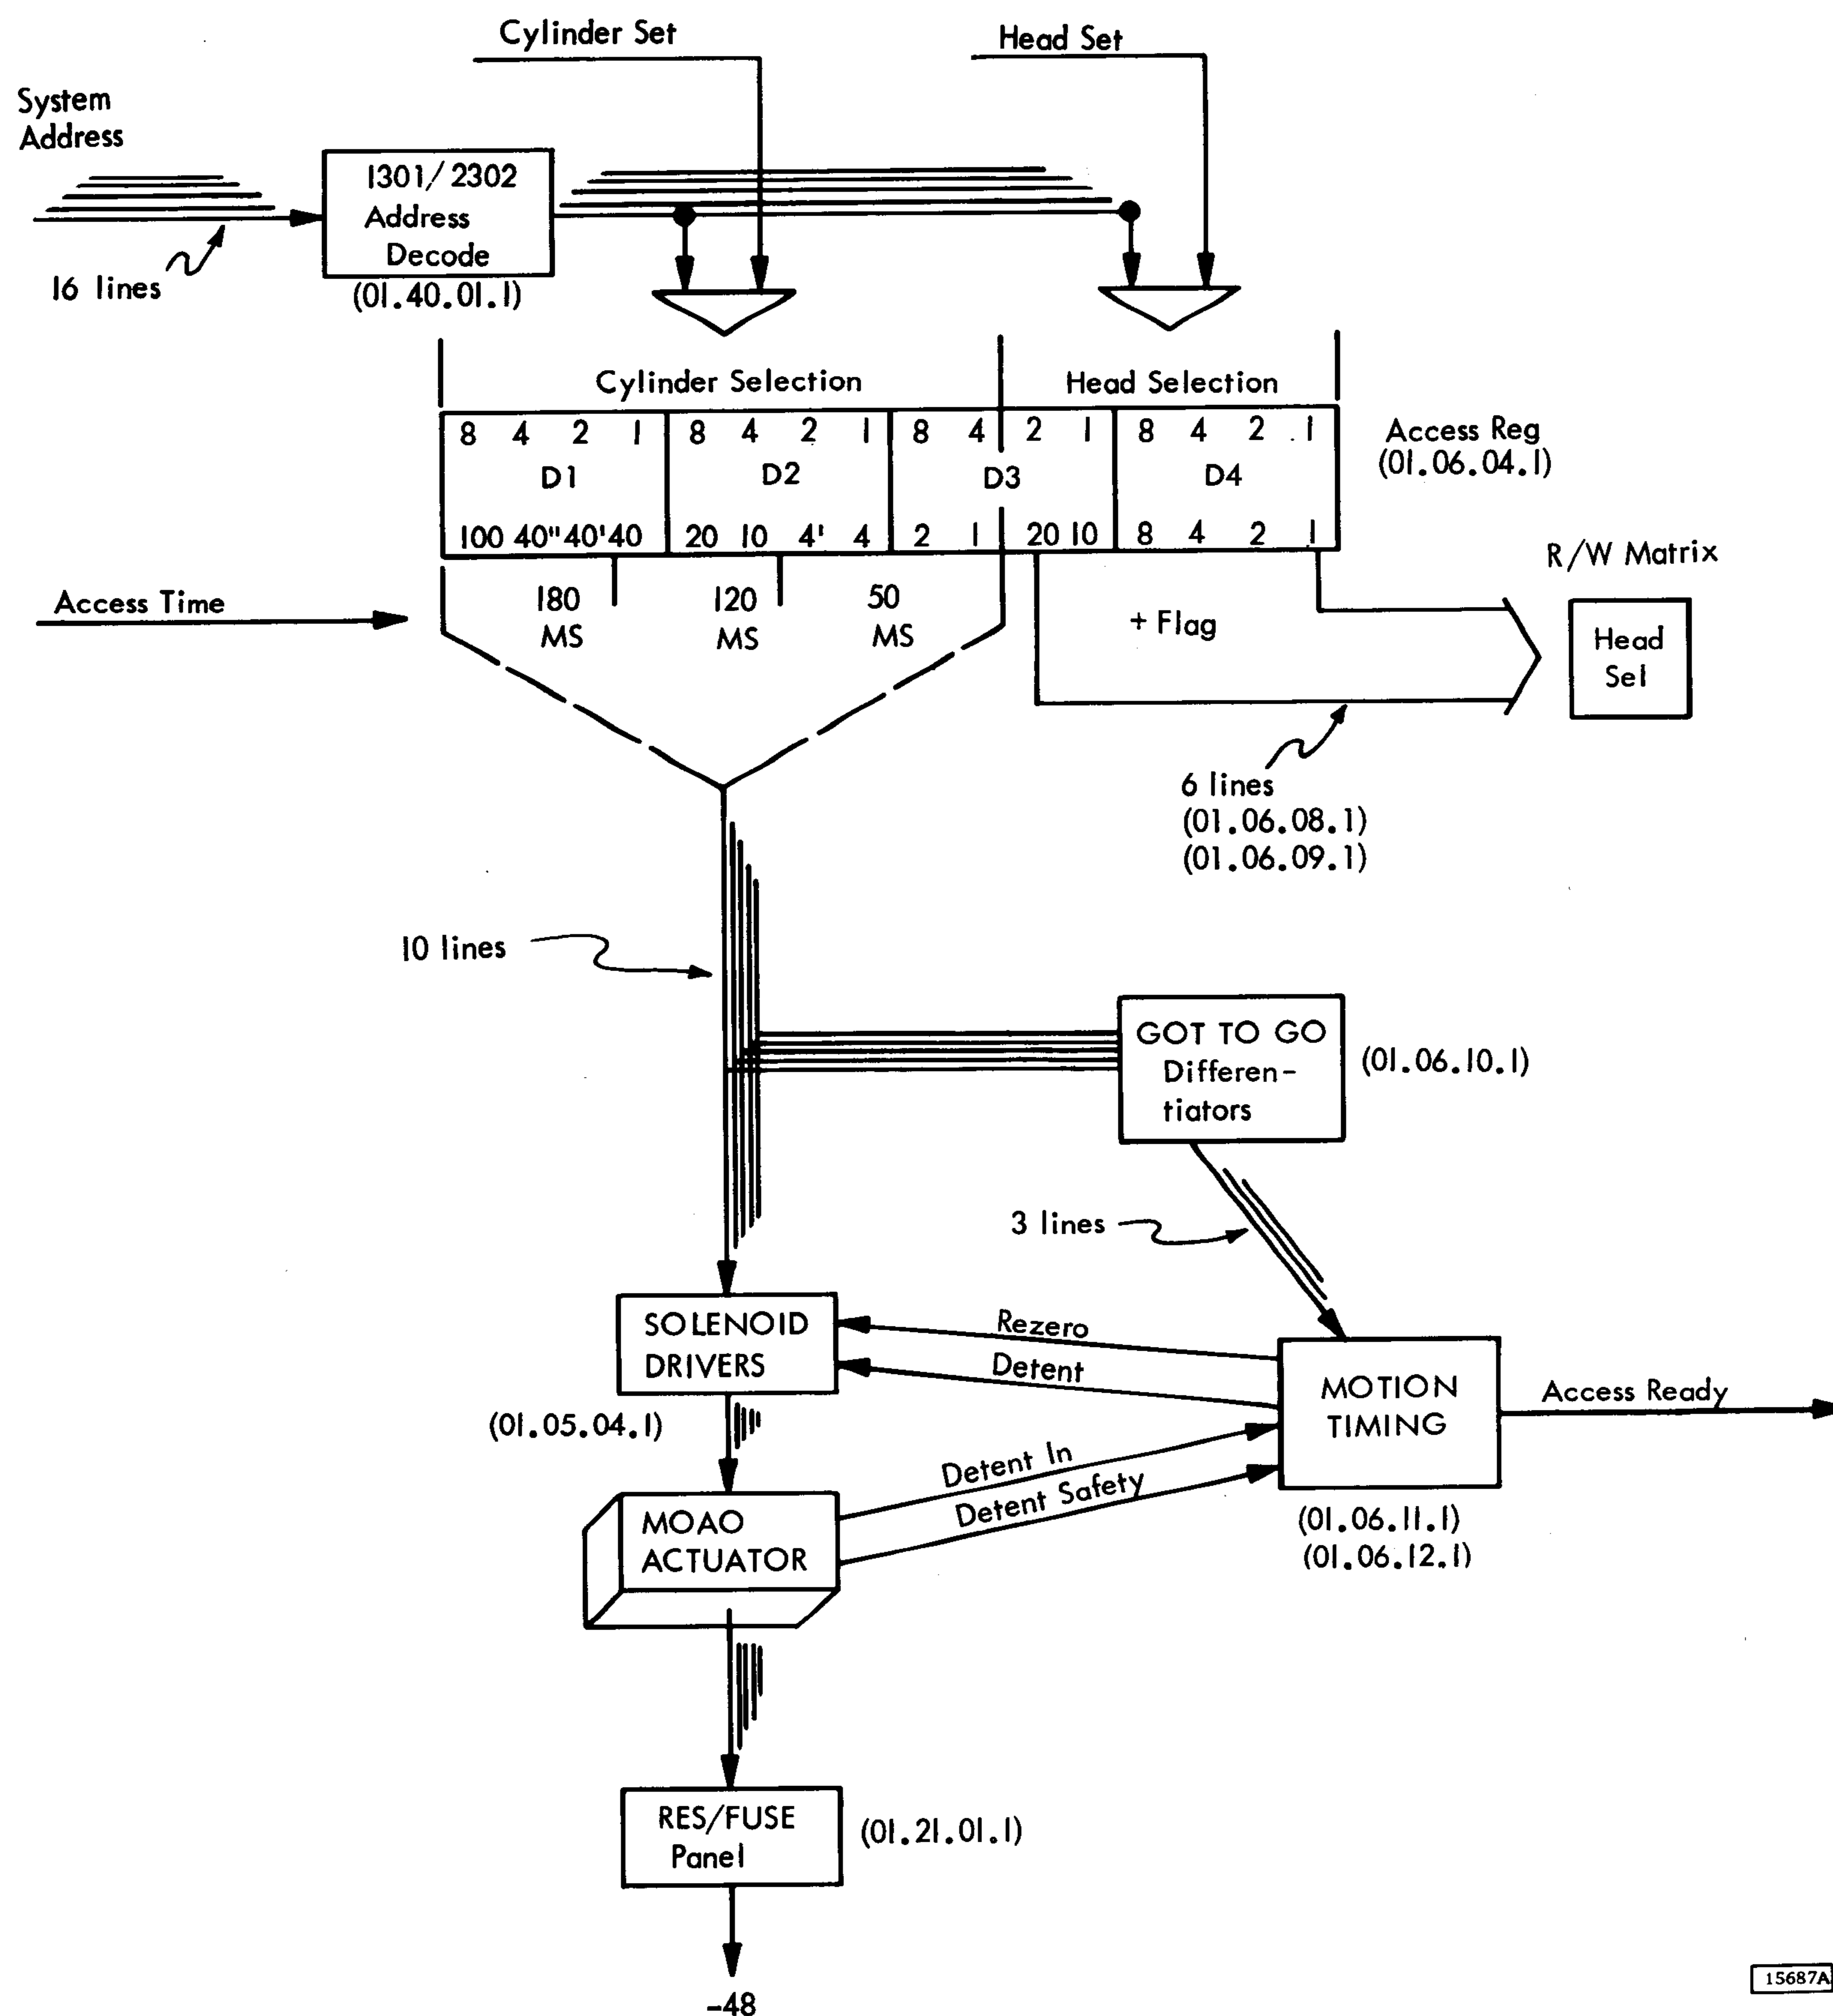 Cylinder Set
Head Set
System
Address
1301/2302
Address
Decode
(01.40.01.1)
16 lines
Cylinder Selection
Head Selection
8 4 2 1 8 4 2 1 8 4 2 1 8 4 2 1
D1 D2 D3 D4
100 40" 40' 40 20 10 4' 4 2 1 20 10 8 4 2 1
Access Reg
(01.06.04.1)
R/W Matrix
Access Time
180
MS
120
MS
50
MS
+ Flag
Head
Sel
6 lines
(01.06.08.1)
(01.06.09.1)
10 lines
GOT TO GO
Differen-
tiators
(01.06.10.1)
3 lines
SOLENOID
DRIVERS
(01.05.04.1)
Rezero
Detent
MOTION
TIMING
Access Ready
Detent In
Detent Safety
(01.06.11.1)
(01.06.12.1)
MOAO
ACTUATOR
RES/FUSE
Panel
(01.21.01.1)
-48
15687A